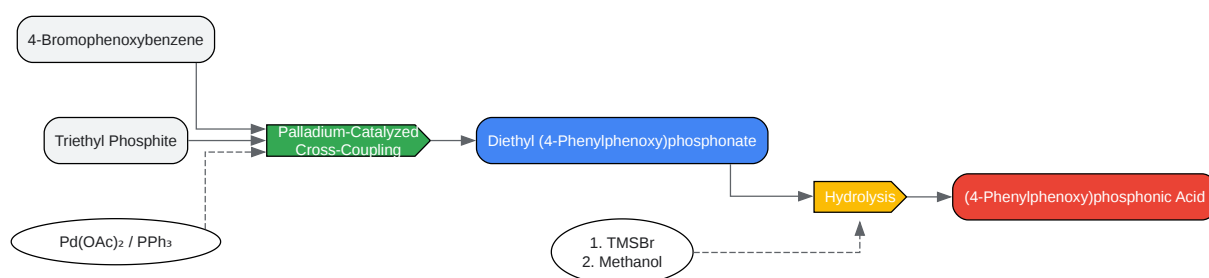 4-Bromophenoxybenzene
Triethyl Phosphite
Pd(OAc)₂ / PPh₃
Palladium-Catalyzed
Cross-Coupling
Diethyl (4-Phenylphenoxy)phosphonate
1. TMSBr
2. Methanol
Hydrolysis
(4-Phenylphenoxy)phosphonic Acid